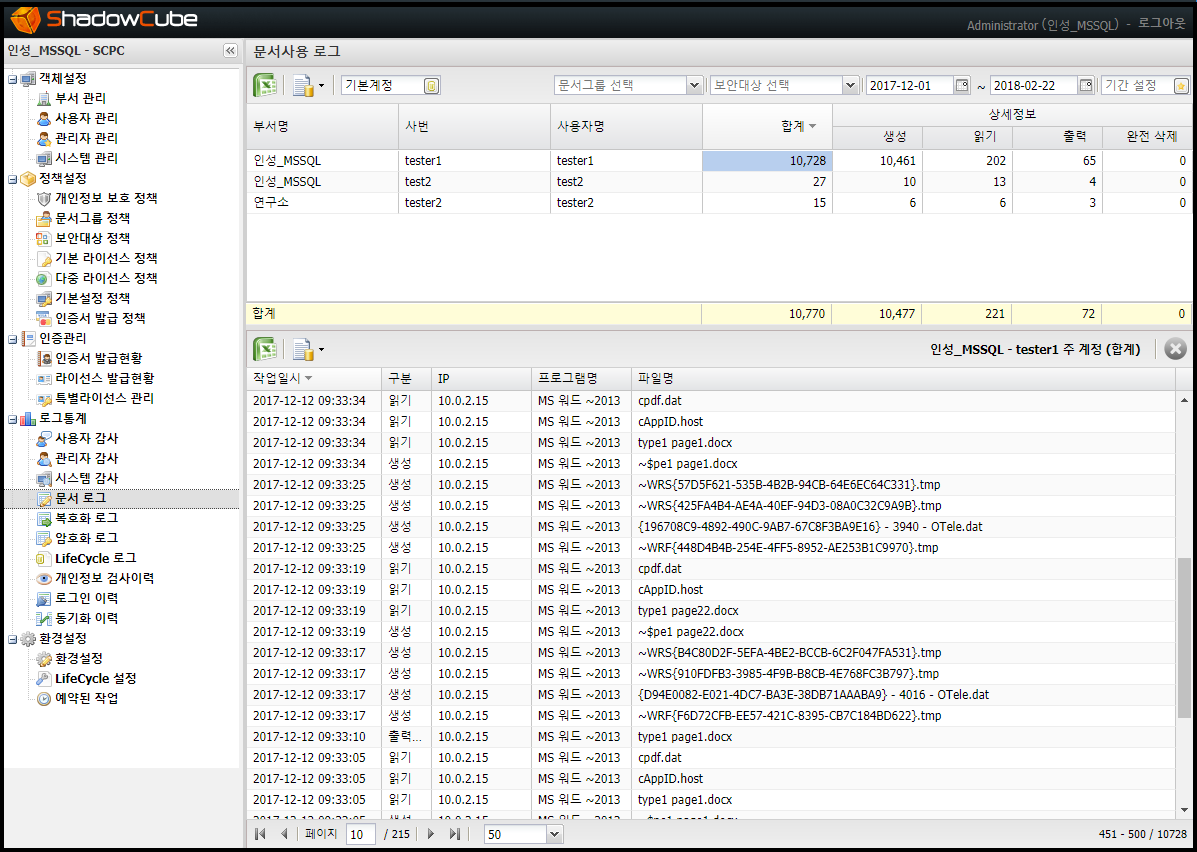 ShadowCube
Administrator (인성_MSSQL) - 로그아웃
인성_MSSQL - SCPC
객체설정
부서 관리
사용자 관리
관리자 관리
시스템 관리
정책설정
개인정보 보호 정책
문서그룹 정책
보안대상 정책
기본 라이선스 정책
다중 라이선스 정책
기본설정 정책
인증서 발급 정책
인증관리
인증서 발급현황
라이선스 발급현황
특별라이선스 관리
로그통계
사용자 감사
관리자 감사
시스템 감사
문서 로그
복호화 로그
암호화 로그
LifeCycle 로그
개인정보 검사이력
로그인 이력
동기화 이력
환경설정
환경설정
LifeCycle 설정
예약된 작업
문서사용 로그
기본계정 문서그룹 선택 보안대상 선택 2017-12-01 ~ 2018-02-22 기간 설정
부서명 사번 사용자명 합계 상세정보
생성 읽기 출력 완전 삭제
인성_MSSQL tester1 tester1 10,728 10,461 202 65 0
인성_MSSQL test2 test2 27 10 13 4 0
연구소 tester2 tester2 15 6 6 3 0
합계 10,770 10,477 221 72 0
인성_MSSQL - tester1 주 계정 (합계)
작업일시 구분 IP 프로그램명 파일명
2017-12-12 09:33:34 읽기 10.0.2.15 MS 워드 ~2013 cpdf.dat
2017-12-12 09:33:34 읽기 10.0.2.15 MS 워드 ~2013 cAppID.host
2017-12-12 09:33:34 읽기 10.0.2.15 MS 워드 ~2013 type1 page1.docx
2017-12-12 09:33:34 생성 10.0.2.15 MS 워드 ~2013 ~$pe1 page1.docx
2017-12-12 09:33:25 생성 10.0.2.15 MS 워드 ~2013 ~WRS{57D5F621-535B-4B2B-94CB-64E6EC64C331}.tmp
2017-12-12 09:33:25 생성 10.0.2.15 MS 워드 ~2013 ~WRS{425FA4B4-AE4A-40EF-94D3-08A0C32C9A9B}.tmp
2017-12-12 09:33:25 생성 10.0.2.15 MS 워드 ~2013 {196708C9-4892-490C-9AB7-67C8F3BA9E16} - 3940 - OTele.dat
2017-12-12 09:33:25 생성 10.0.2.15 MS 워드 ~2013 ~WRF{448D4B4B-254E-4FF5-8952-AE253B1C9970}.tmp
2017-12-12 09:33:19 읽기 10.0.2.15 MS 워드 ~2013 cpdf.dat
2017-12-12 09:33:19 읽기 10.0.2.15 MS 워드 ~2013 cAppID.host
2017-12-12 09:33:19 읽기 10.0.2.15 MS 워드 ~2013 type1 page22.docx
2017-12-12 09:33:19 생성 10.0.2.15 MS 워드 ~2013 ~$pe1 page22.docx
2017-12-12 09:33:17 생성 10.0.2.15 MS 워드 ~2013 ~WRS{B4C80D2F-5EFA-4BE2-BCCB-6C2F047FA531}.tmp
2017-12-12 09:33:17 생성 10.0.2.15 MS 워드 ~2013 ~WRS{910FDFB3-3985-4F9B-B8CB-4E768FC3B797}.tmp
2017-12-12 09:33:17 생성 10.0.2.15 MS 워드 ~2013 {D94E0082-E021-4DC7-BA3E-38DB71AAABA9} - 4016 - OTele.dat
2017-12-12 09:33:17 생성 10.0.2.15 MS 워드 ~2013 ~WRF{F6D72CFB-EE57-421C-8395-CB7C184BD622}.tmp
2017-12-12 09:33:10 출력... 10.0.2.15 MS 워드 ~2013 type1 page1.docx
2017-12-12 09:33:05 읽기 10.0.2.15 MS 워드 ~2013 cpdf.dat
2017-12-12 09:33:05 읽기 10.0.2.15 MS 워드 ~2013 cAppID.host
2017-12-12 09:33:05 읽기 10.0.2.15 MS 워드 ~2013 type1 page1.docx
페이지 10 / 215 50 451 - 500 / 10728